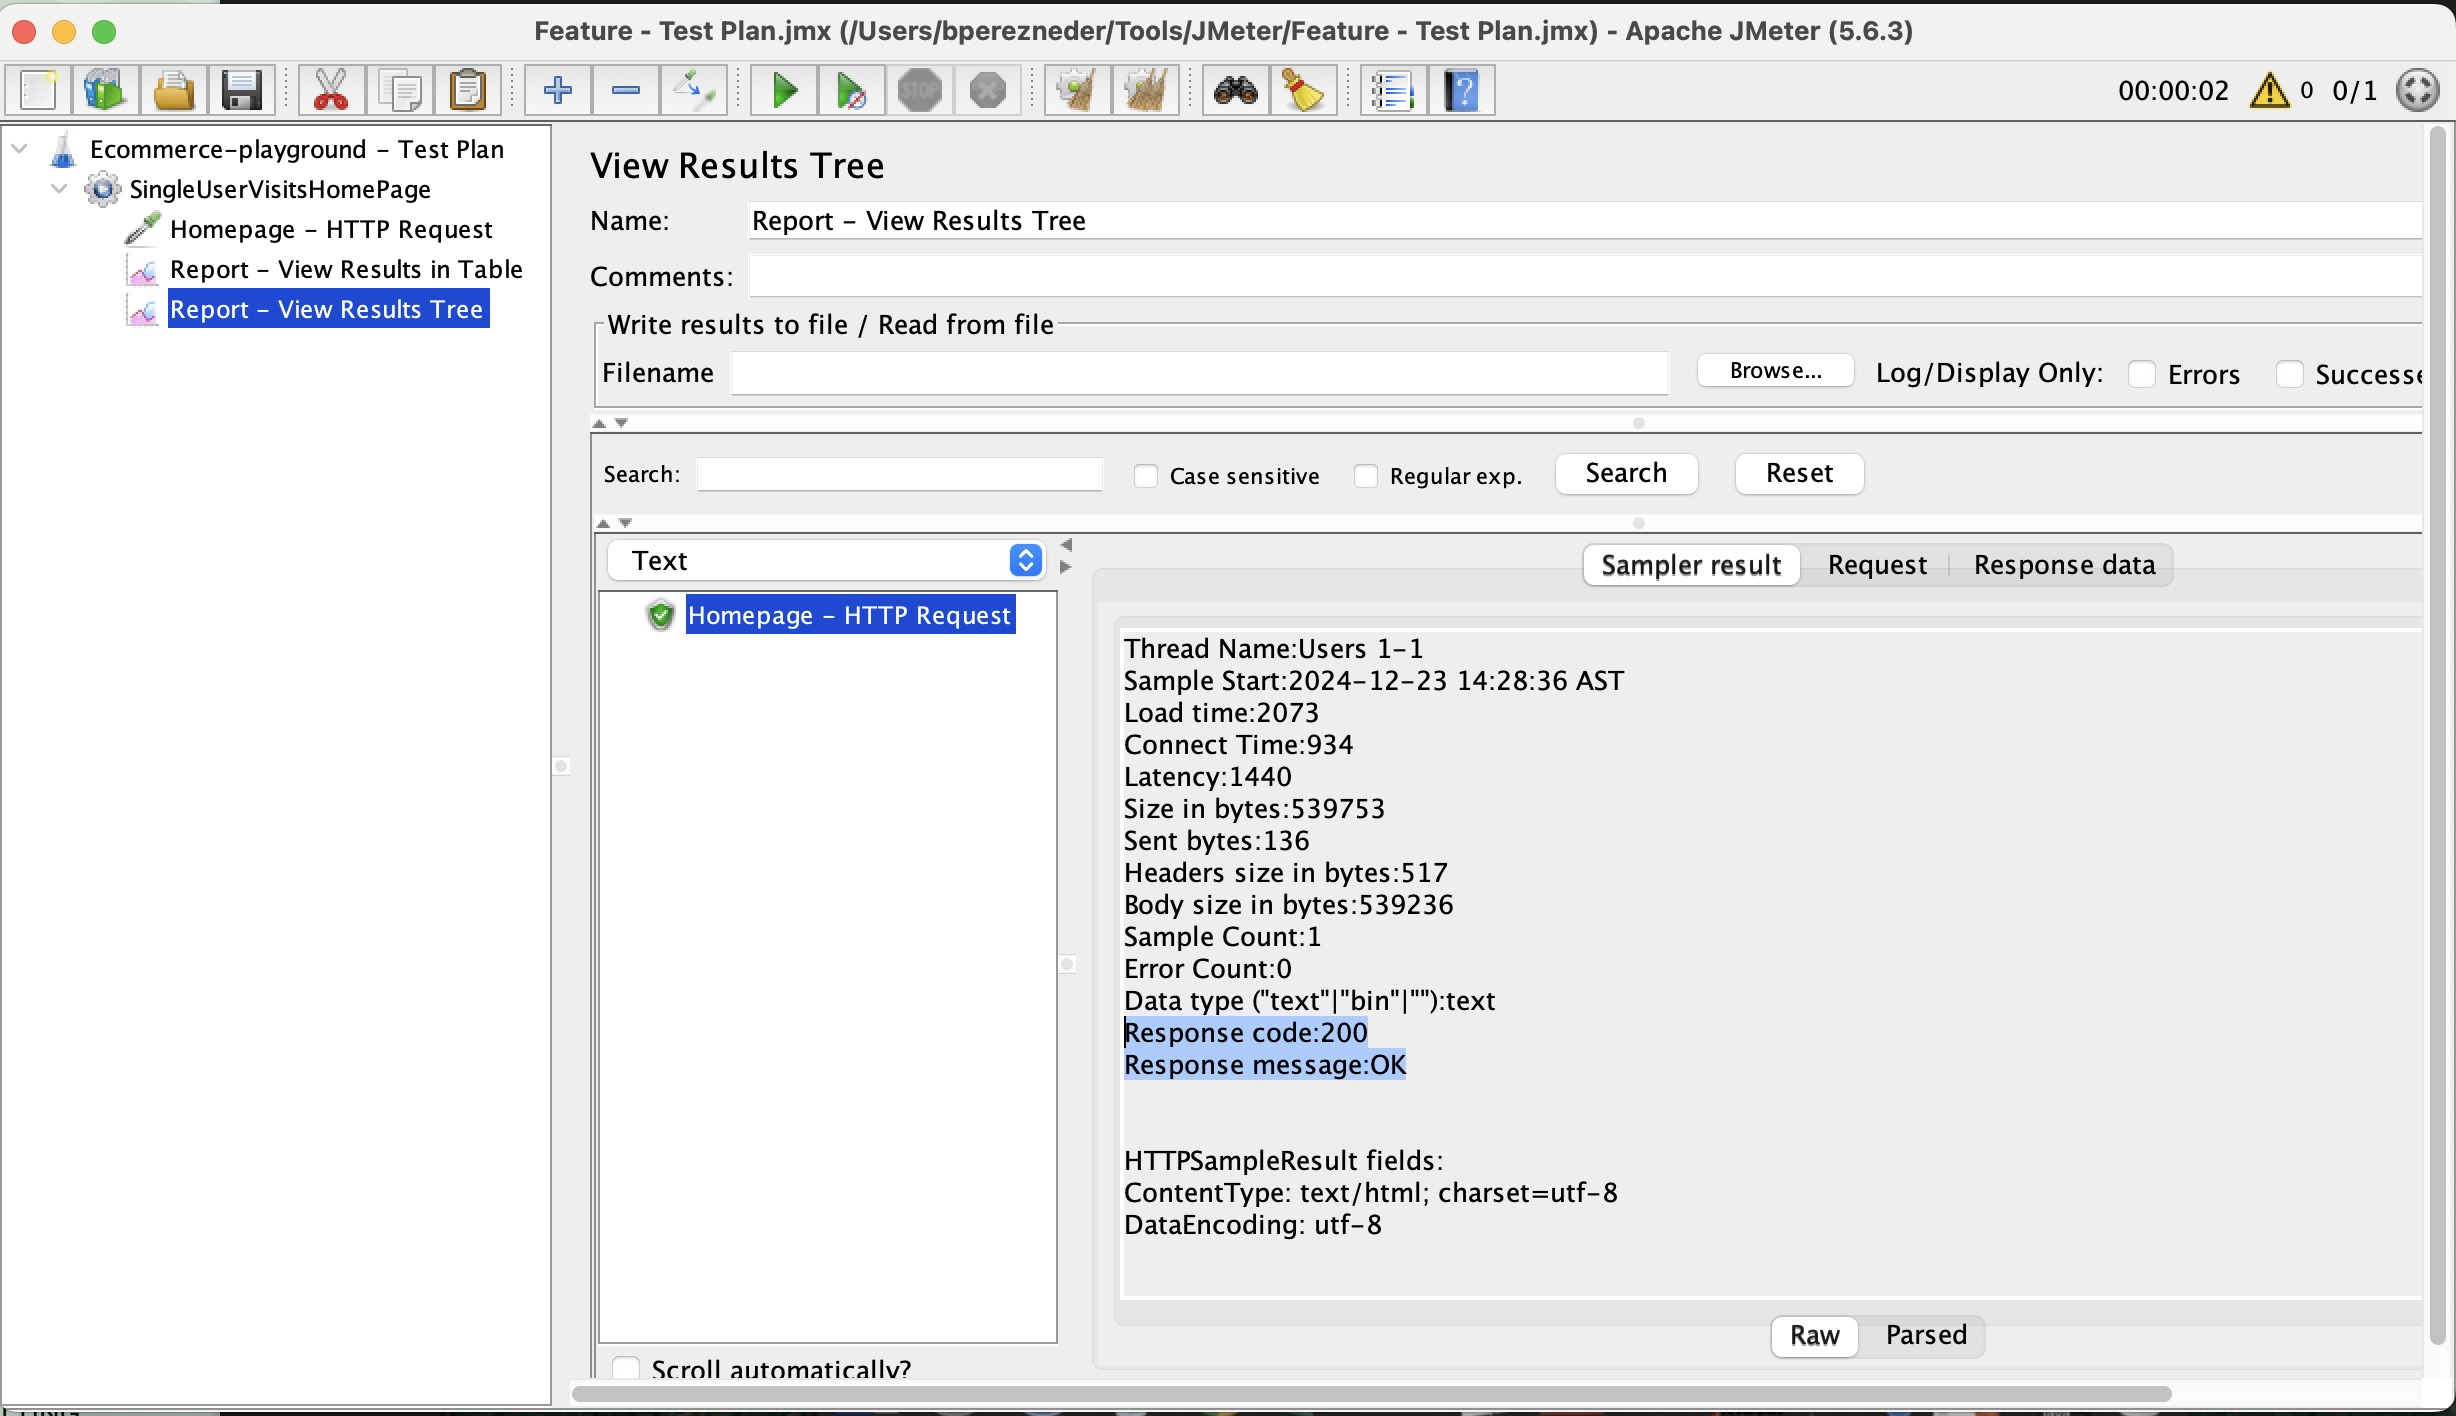 Feature - Test Plan.jmx (/Users/bperezneder/Tools/JMeter/Feature - Test Plan.jmx) - Apache JMeter (5.6.3)
STOP
00:00:02 0 0/1
Ecommerce-playground - Test Plan
SingleUserVisitsHomePage
Homepage - HTTP Request
Report - View Results in Table
Report - View Results Tree
View Results Tree
Name: Report - View Results Tree
Comments:
Write results to file / Read from file
Filename Browse... Log/Display Only: Errors Successe
Search: Case sensitive Regular exp. Search Reset
Text
Homepage - HTTP Request
Scroll automatically?
Sampler result Request Response data
Thread Name:Users 1-1
Sample Start:2024-12-23 14:28:36 AST
Load time:2073
Connect Time:934
Latency:1440
Size in bytes:539753
Sent bytes:136
Headers size in bytes:517
Body size in bytes:539236
Sample Count:1
Error Count:0
Data type ("text"|"bin"|""):text
Response code:200
Response message:OK
HTTPSampleResult fields:
ContentType: text/html; charset=utf-8
DataEncoding: utf-8
Raw Parsed